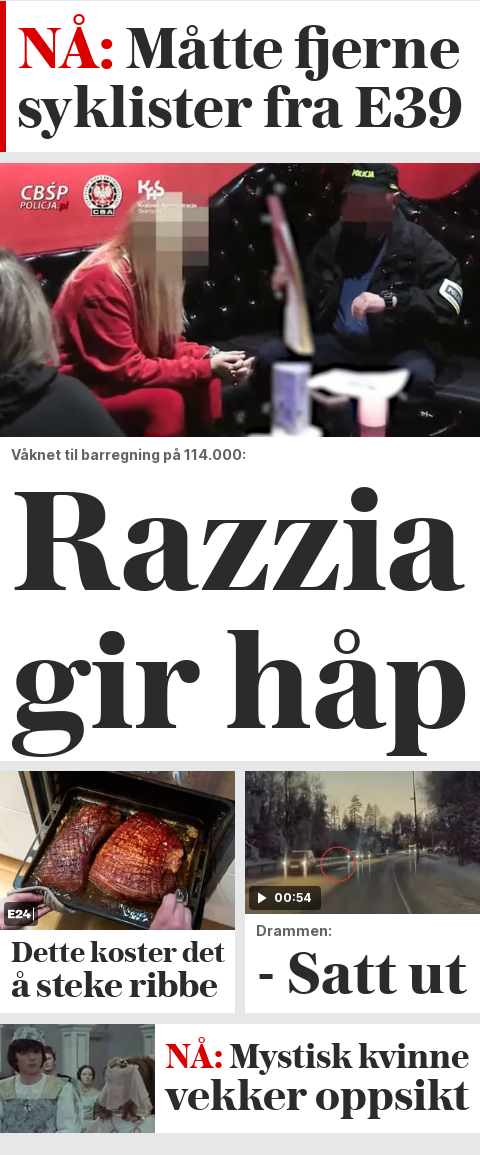 NÅ: Måtte fjerne
syklister fra E39
POLICJA
CBŚP
POLICJA.pl
CBA
KAS
Krajowa Administracja
Skarbowa
Våknet til barregning på 114.000:
Razzia
gir håp
E24
00:54
Dette koster det
å steke ribbe
Drammen:
- Satt ut
NÅ: Mystisk kvinne
vekker oppsikt